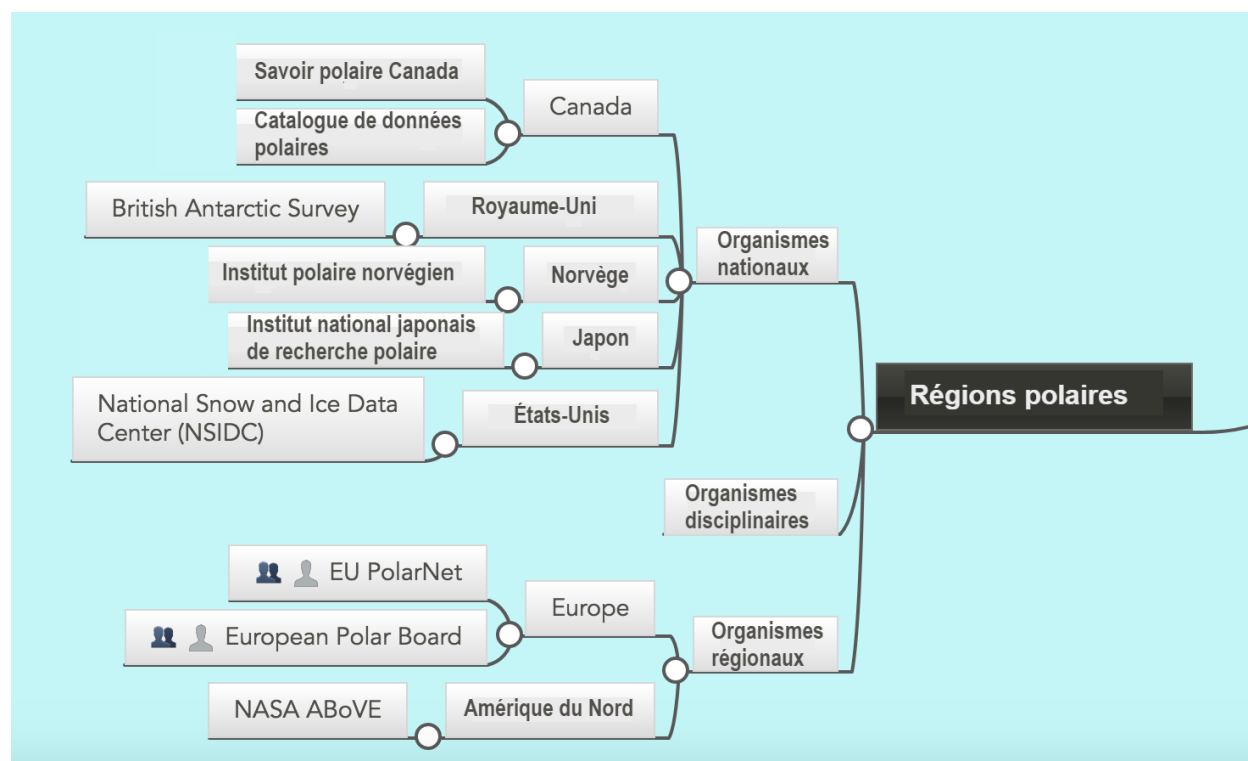 Savoir polaire Canada
Catalogue de données
polaires
Canada
British Antarctic Survey
Royaume-Uni
Institut polaire norvégien
Norvège
Institut national japonais
de recherche polaire
Japon
National Snow and Ice Data
Center (NSIDC)
États-Unis
Organismes
nationaux
Régions polaires
Organismes
disciplinaires
EU PolarNet
European Polar Board
Europe
NASA ABoVE
Amérique du Nord
Organismes
régionaux